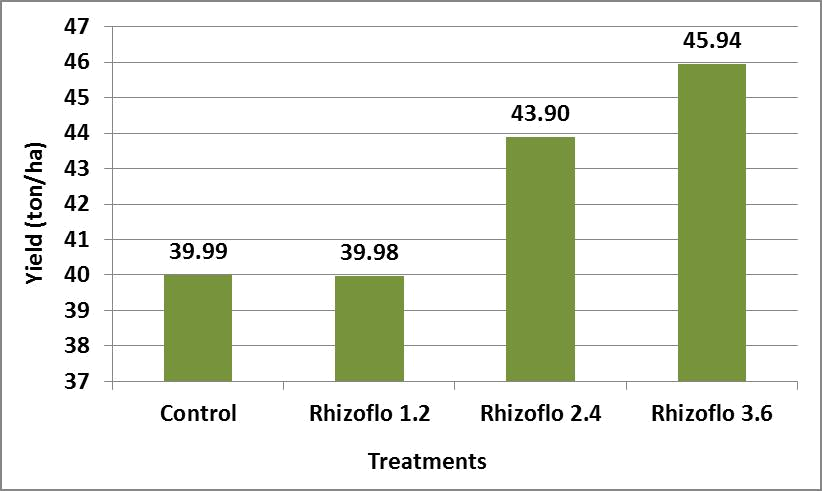 Yield (ton/ha)
47
46
45
44
43
42
41
40
39
38
37
39.99
39.98
43.90
45.94
Control
Rhizoflo 1.2
Rhizoflo 2.4
Rhizoflo 3.6
Treatments